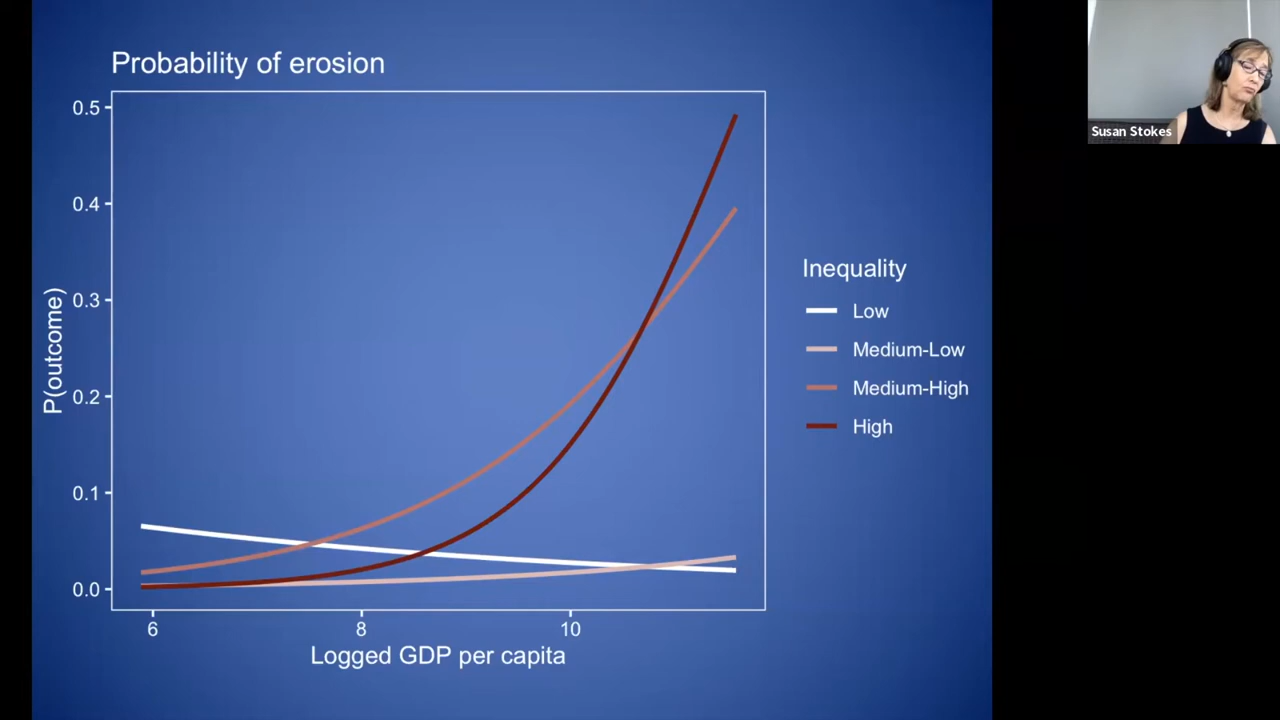 Probability of erosion
0.5
0.4
0.3
0.2
0.1
0.0
P(outcome)
6
8
10
Logged GDP per capita
Inequality
Low
Medium-Low
Medium-High
High
Susan Stokes